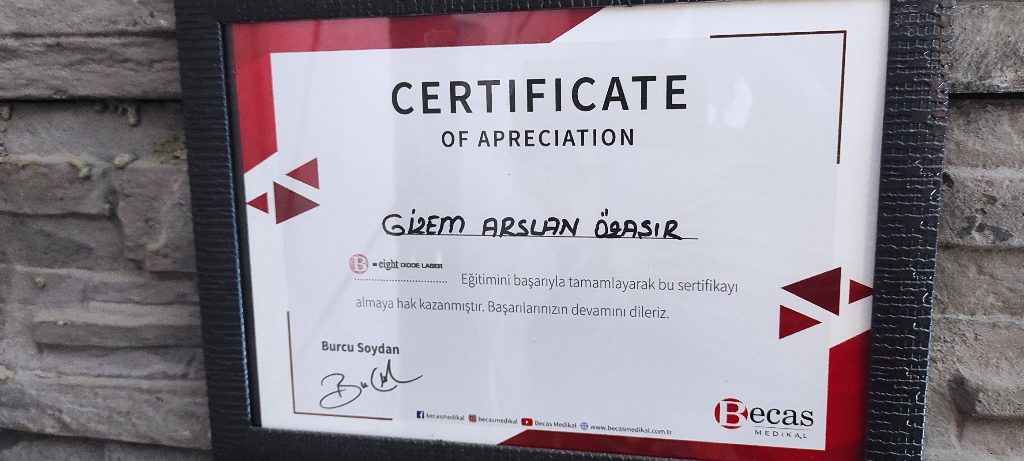 CERTIFICATE
OF APRECIATION
GİZEM ARSLAN ÖZASIR
B -eight DIODE LASER
Eğitimini başarıyla tamamlayarak bu sertifikayı
almaya hak kazanmıştır. Başarılarınızın devamını dileriz.
Burcu Soydan
becasmedikal becasmedikal Becas Medikal www.becasmedikal.com.tr
Becas
MEDİKAL